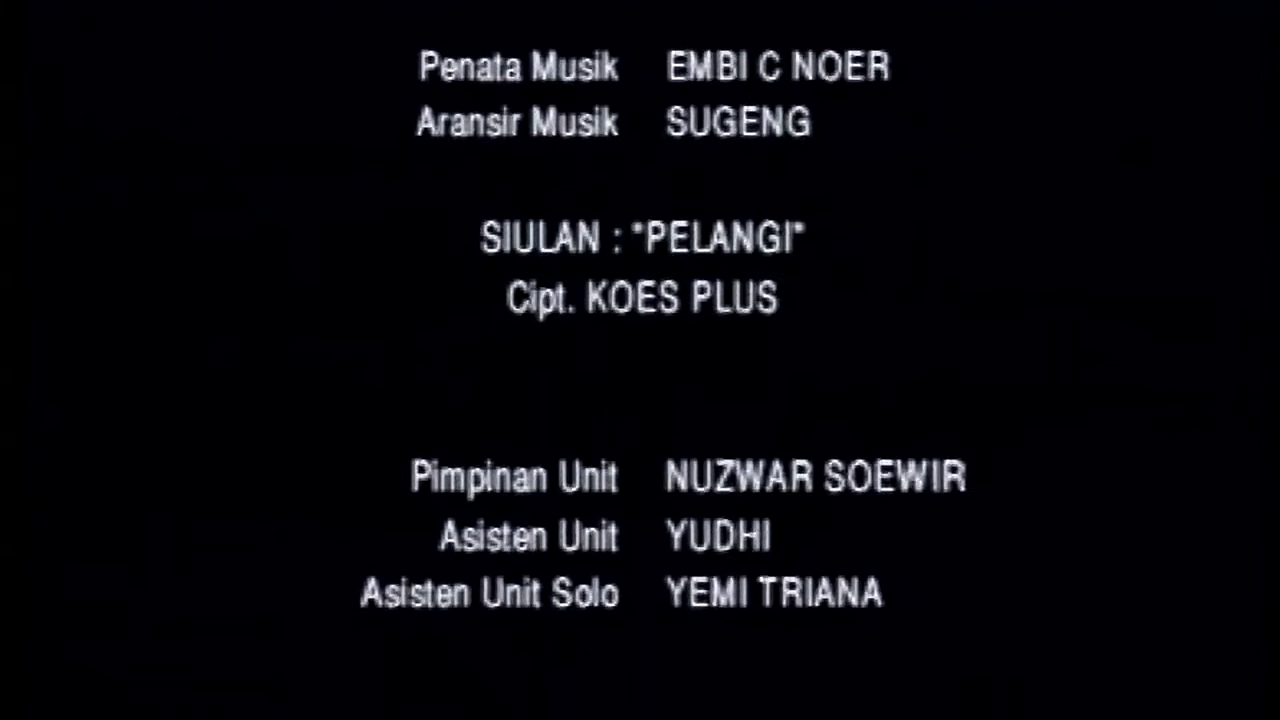 Penata Musik EMBI C NOER
Aransir Musik SUGENG
SIULAN : "PELANGI"
Cipt. KOES PLUS
Pimpinan Unit NUZWAR SOEWIR
Asisten Unit YUDHI
Asisten Unit Solo YEMI TRIANA